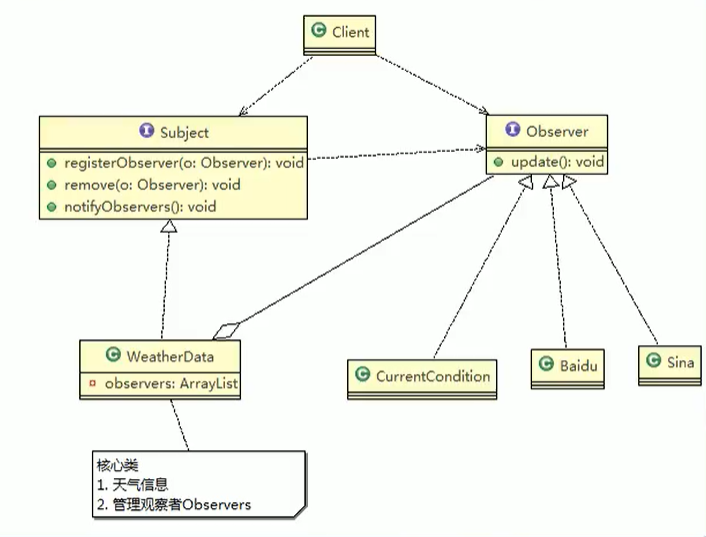 Client
Subject
registerObserver(o: Observer): void
remove(o: Observer): void
notifyObservers(): void
Observer
update(): void
WeatherData
observers: ArrayList
CurrentCondition
Baidu
Sina
核心类
1. 天气信息
2. 管理观察者Observers